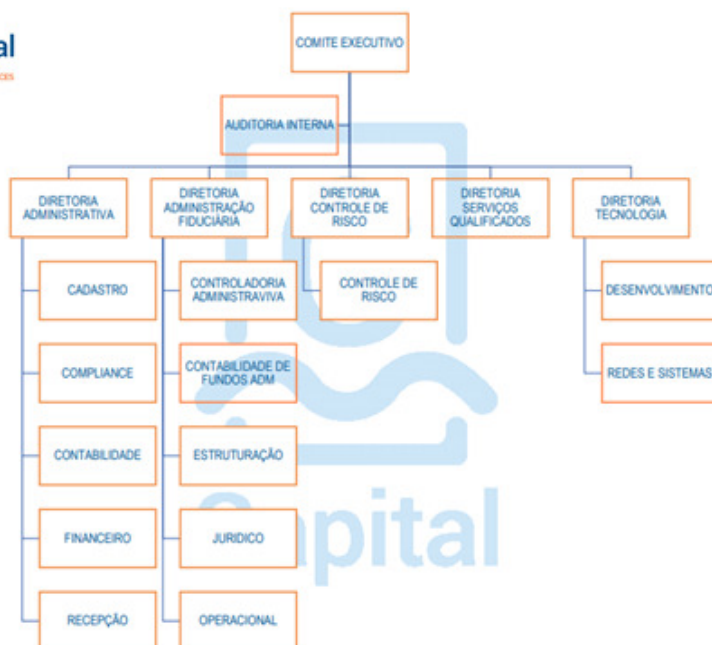 al
COMITE EXECUTIVO
AUDITORIA INTERNA
DIRETORIA
ADMINISTRATIVA
DIRETORIA
ADMINISTRAÇÃO
FIDUCIÁRIA
DIRETORIA
CONTROLE DE
RISCO
DIRETORIA
SERVIÇOS
QUALIFICADOS
DIRETORIA
TECNOLOGIA
CADASTRO
CONTROLADORIA
ADMINISTRAVIVA
CONTROLE DE
RISCO
DESENVOLVIMENTO
COMPLIANCE
CONTABILIDADE DE
FUNDOS ADM
REDES E SISTEMAS
CONTABILIDADE
ESTRUTURAÇÃO
FINANCEIRO
JURIDICO
Capital
RECEPÇÃO
OPERACIONAL